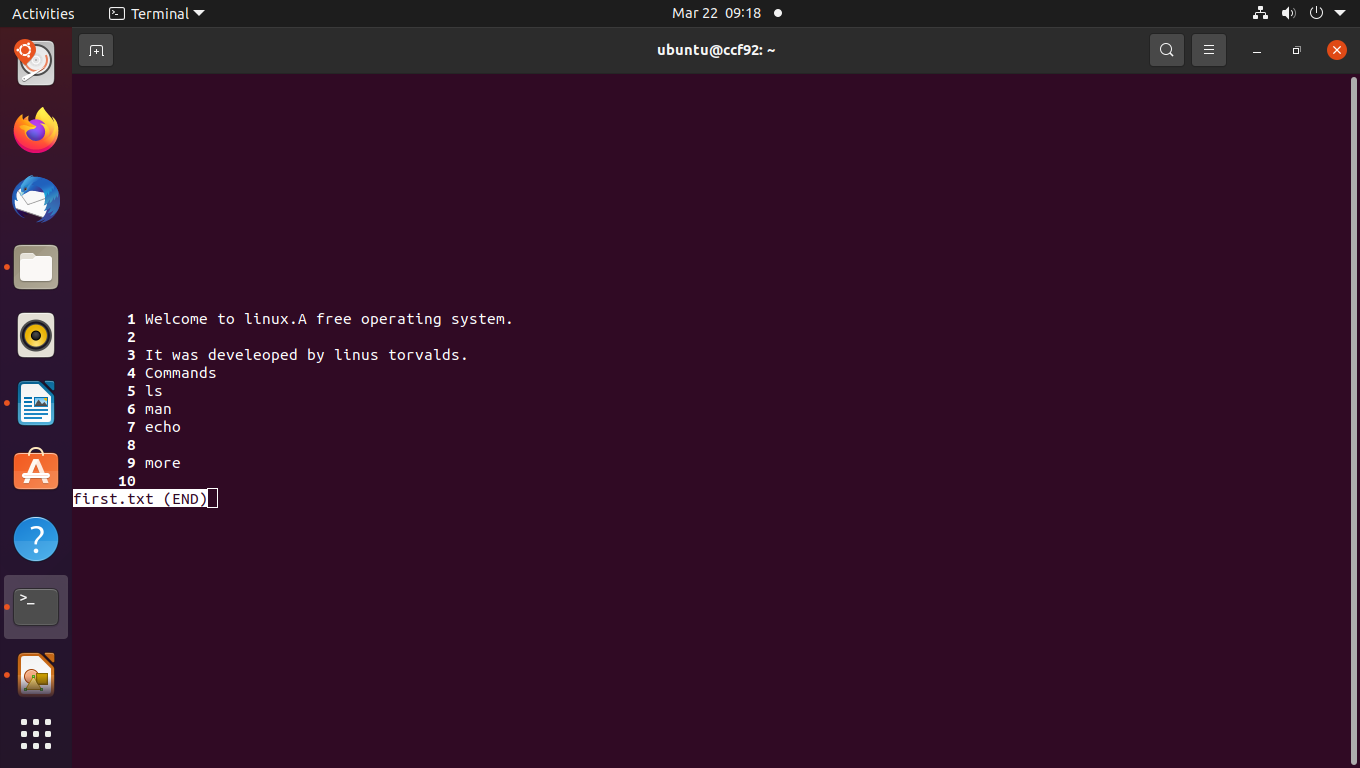 Activities Terminal Mar 22 09:18
ubuntu@ccf92: ~
1 Welcome to linux.A free operating system.
2
3 It was develeoped by linus torvalds.
4 Commands
5 ls
6 man
7 echo
8
9 more
10
first.txt (END)